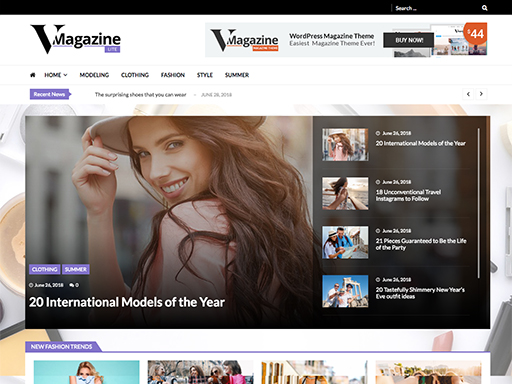 Search...
VMagazine
LITE
VMagazine
MAGAZINE THEME
WordPress Magazine Theme
Easiest Magazine Theme Ever!
BUY NOW!
$44
HOME
MODELING
CLOTHING
FASHION
STYLE
SUMMER
Recent News
The surprising shoes that you can wear
JUNE 26, 2018
CLOTHING
SUMMER
June 26, 2018
0
20 International Models of the Year
June 26, 2018
20 International Models of the Year
June 26, 2018
18 Unconventional Travel
Instagrams to Follow
June 26, 2018
21 Pieces Guaranteed to Be the Life
of the Party
June 26, 2018
20 Tastefully Shimmery New Year's
Eve outfit ideas
NEW FASHION TRENDS